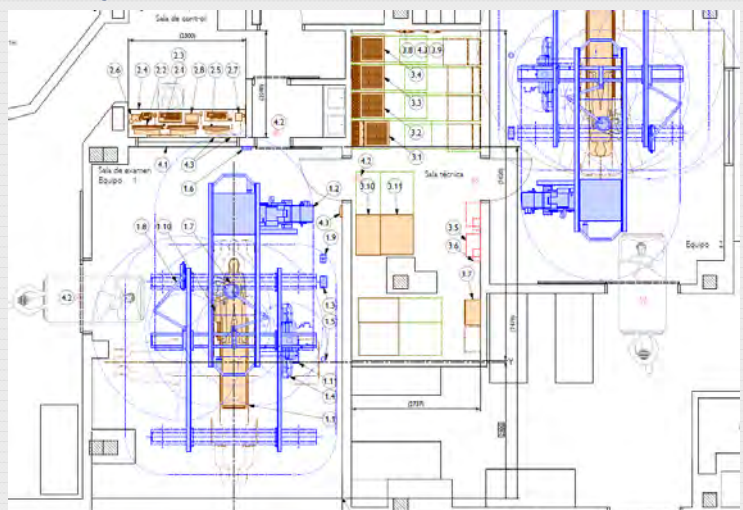 Sala de control
(2800)
2.3
2.6 2.4 2.2 2.1 2.8 2.5 2.7
3.8 4.3 3.9
3.4
3.3
3.2
3.1
4.2
4.1 4.3
1.6
Sala de examen
Equipo 1
1.2
4.2
Sala técnica
3.10 3.11
4.1
1.8 1.10 1.7
1.9
3.5
3.6
3.7
Equipo
4.2
1.3
1.5
Y
1.11
1.4
1.1
(2737)